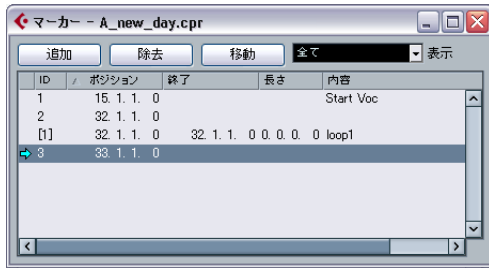 マーカー - A_new_day.cpr
追加 除去 移動 全て 表示
ID ポジション 終了 長さ 内容
1 15. 1. 1. 0 Start Voc
2 32. 1. 1. 0
[1] 32. 1. 1. 0 32. 1. 1. 0 0. 0. 0. 0 loop1
3 33. 1. 1. 0